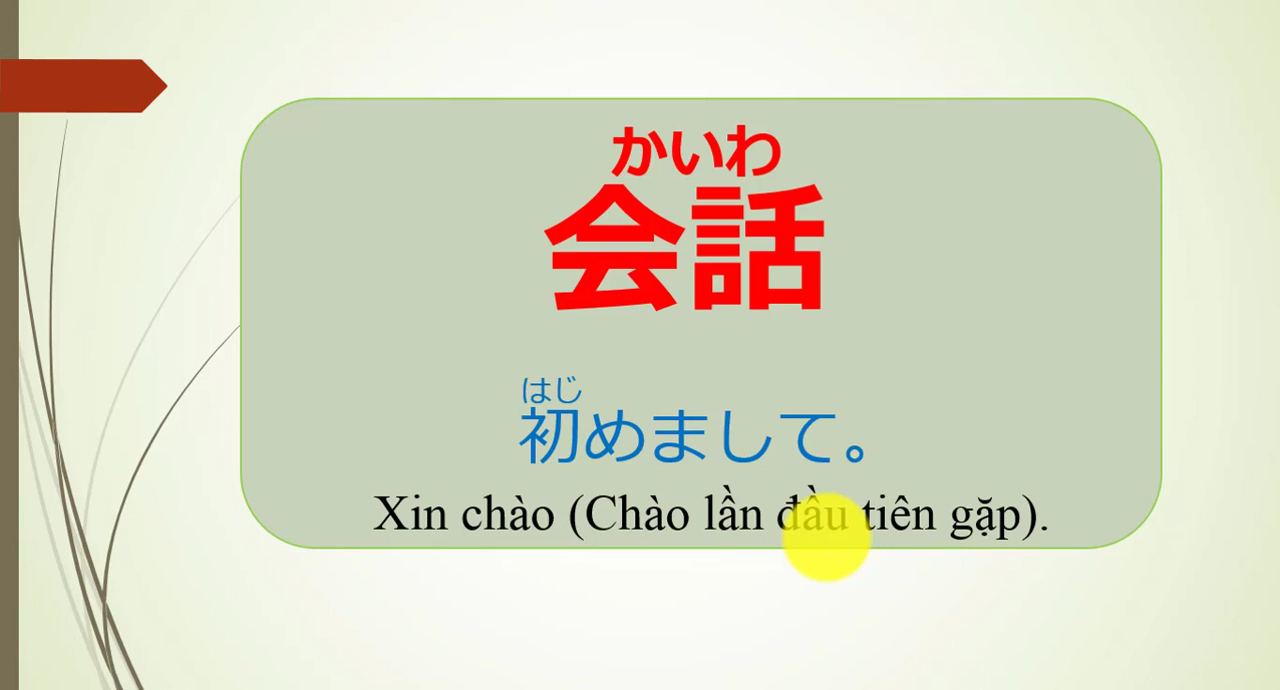 かいわ
会話
はじ
初めまして。
Xin chào (Chào lần đầu tiên gặp).